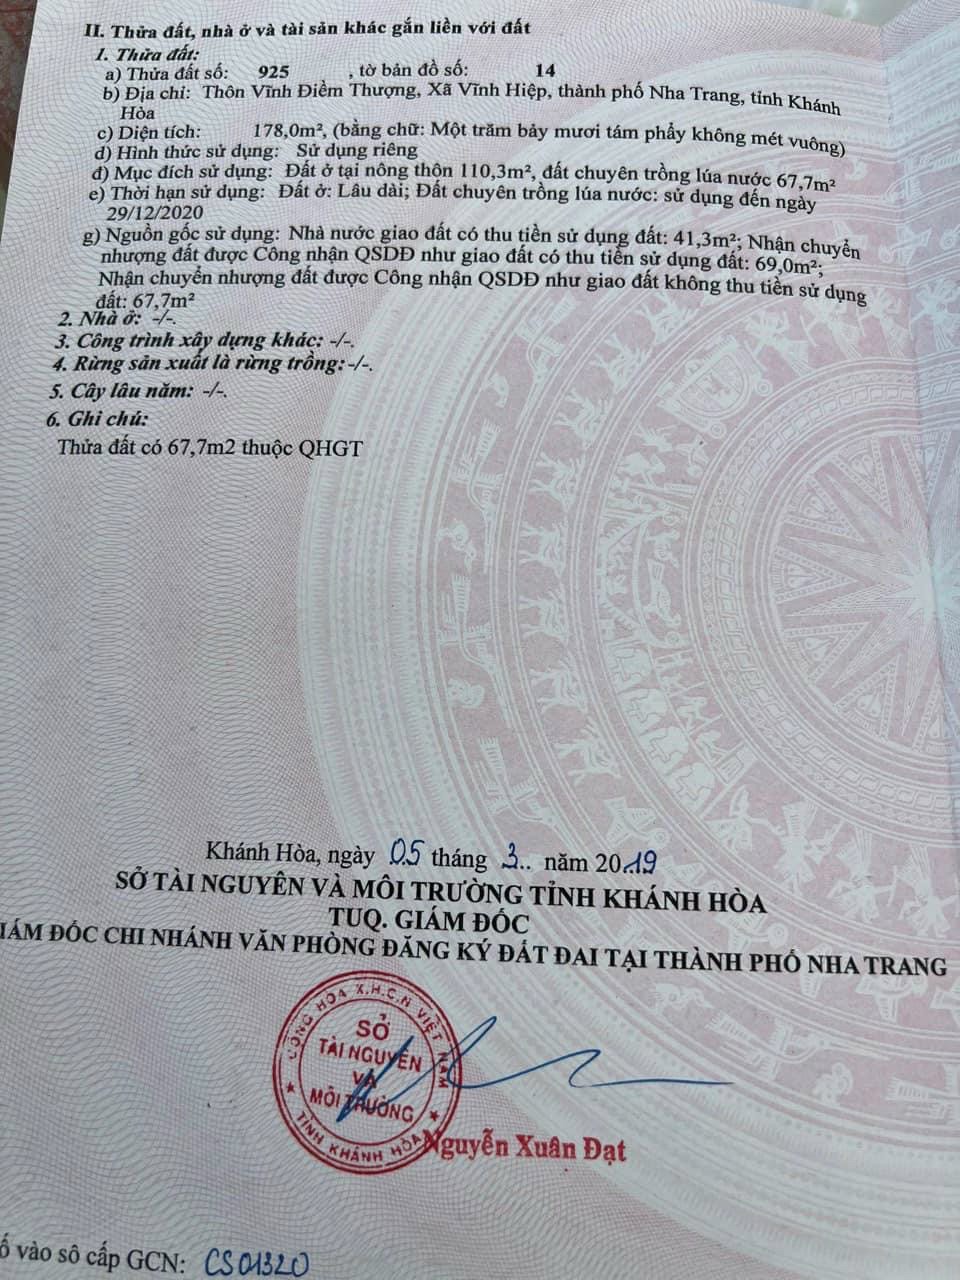 II. Thửa đất, nhà ở và tài sản khác gắn liền với đất
1. Thửa đất:
a) Thửa đất số: 925 , tờ bản đồ số: 14
b) Địa chỉ: Thôn Vĩnh Điềm Thượng, Xã Vĩnh Hiệp, thành phố Nha Trang, tỉnh Khánh
Hòa
c) Diện tích: 178,0m², (bằng chữ: Một trăm bảy mươi tám phẩy không mét vuông)
d) Hình thức sử dụng: Sử dụng riêng
đ) Mục đích sử dụng: Đất ở tại nông thôn 110,3m², đất chuyên trồng lúa nước 67,7m²
e) Thời hạn sử dụng: Đất ở: Lâu dài; Đất chuyên trồng lúa nước: sử dụng đến ngày
29/12/2020
g) Nguồn gốc sử dụng: Nhà nước giao đất có thu tiền sử dụng đất: 41,3m²; Nhận chuyển
nhượng đất được Công nhận QSDĐ như giao đất có thu tiền sử dụng đất: 69,0m²;
Nhận chuyển nhượng đất được Công nhận QSDĐ như giao đất không thu tiền sử dụng
đất: 67,7m²
2. Nhà ở: -/-.
3. Công trình xây dựng khác: -/-.
4. Rừng sản xuất là rừng trồng: -/-.
5. Cây lâu năm: -/-.
6. Ghi chú:
Thửa đất có 67,7m2 thuộc QHGT
Khánh Hòa, ngày 05 tháng 3.. năm 2019
SỞ TÀI NGUYÊN VÀ MÔI TRƯỜNG TỈNH KHÁNH HÒA
TUQ. GIÁM ĐỐC
IÁM ĐỐC CHI NHÁNH VĂN PHÒNG ĐĂNG KÝ ĐẤT ĐAI TẠI THÀNH PHỐ NHA TRANG
CỘNG HÒA X.H.C.N VIỆT NAM
SỞ
TÀI NGUYÊN
VÀ
MÔI TRƯỜNG
TỈNH KHÁNH HÒA
Nguyễn Xuân Đạt
ố vào sổ cấp GCN: CS01320